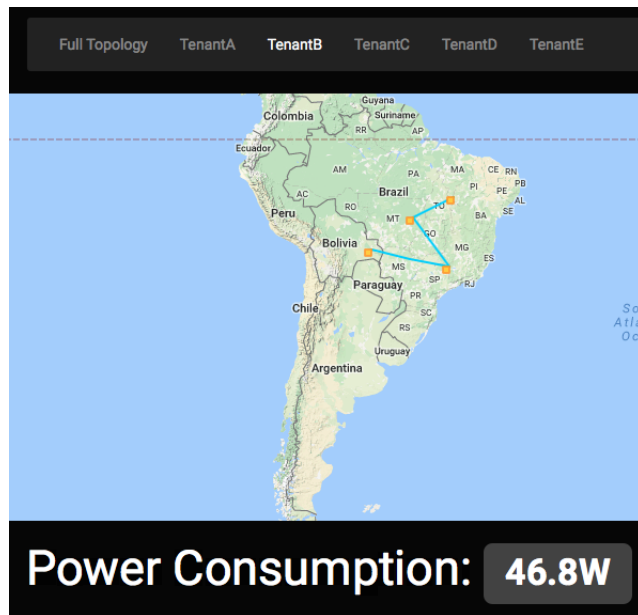 Full Topology TenantA TenantB TenantC TenantD TenantE
Guyana
Colombia
Suriname
RR AP
Ecuador
AM PA MA CE RN
PB
PI PE
AC RO Brazil TO AL
Peru MT BA SE
GO
Bolivia MG
ES
MS SP RJ
Paraguay
PR
Chile SC
RS
Uruguay
Argentina
Power Consumption: 46.8W